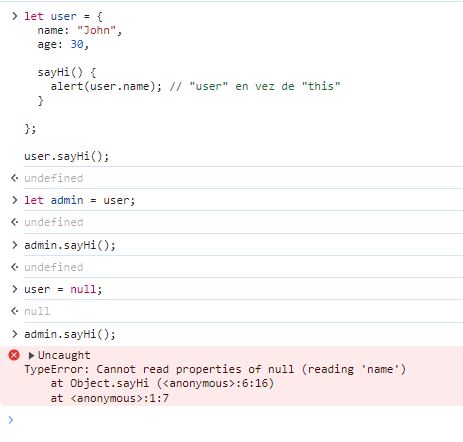 let user = {
name: "John",
age: 30,
sayHi() {
alert(user.name); // "user" en vez de "this"
}
};
user.sayHi();
undefined
let admin = user;
undefined
admin.sayHi();
undefined
user = null;
null
admin.sayHi();
Uncaught
TypeError: Cannot read properties of null (reading 'name')
at Object.sayHi (<anonymous>:6:16)
at <anonymous>:1:7